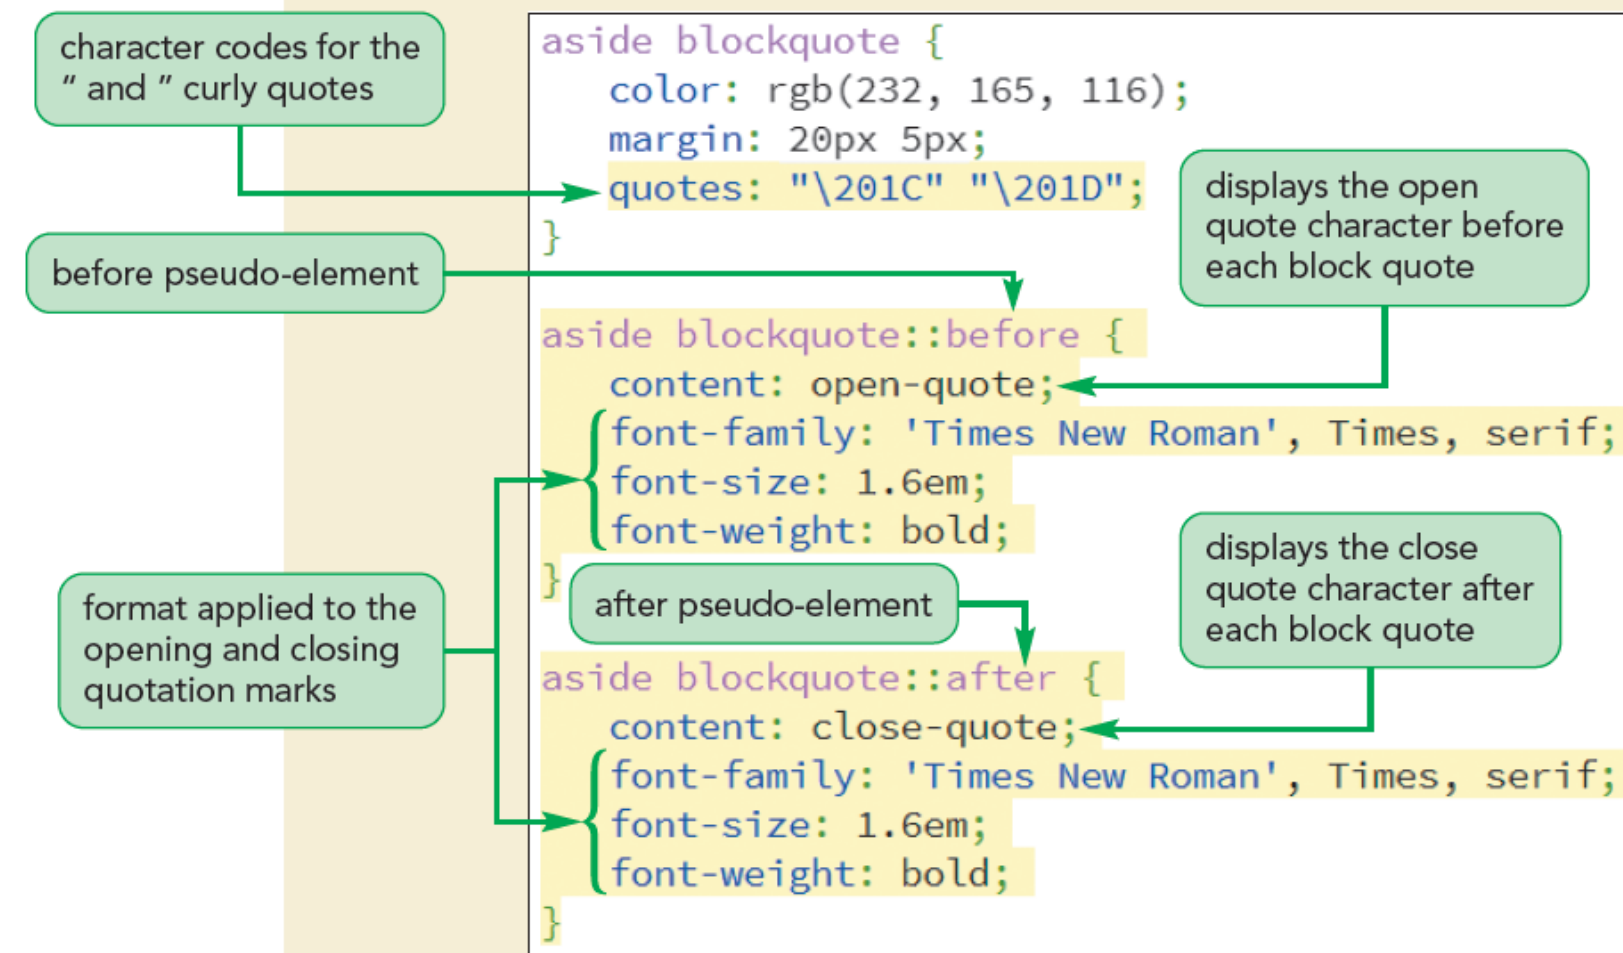 character codes for the
“ and ” curly quotes
aside blockquote {
color: rgb(232, 165, 116);
margin: 20px 5px;
quotes: "\201C" "\201D";
}
displays the open
quote character before
each block quote
before pseudo-element
aside blockquote::before {
content: open-quote;
font-family: 'Times New Roman', Times, serif;
font-size: 1.6em;
font-weight: bold;
}
format applied to the
opening and closing
quotation marks
after pseudo-element
displays the close
quote character after
each block quote
aside blockquote::after {
content: close-quote;
font-family: 'Times New Roman', Times, serif;
font-size: 1.6em;
font-weight: bold;
}